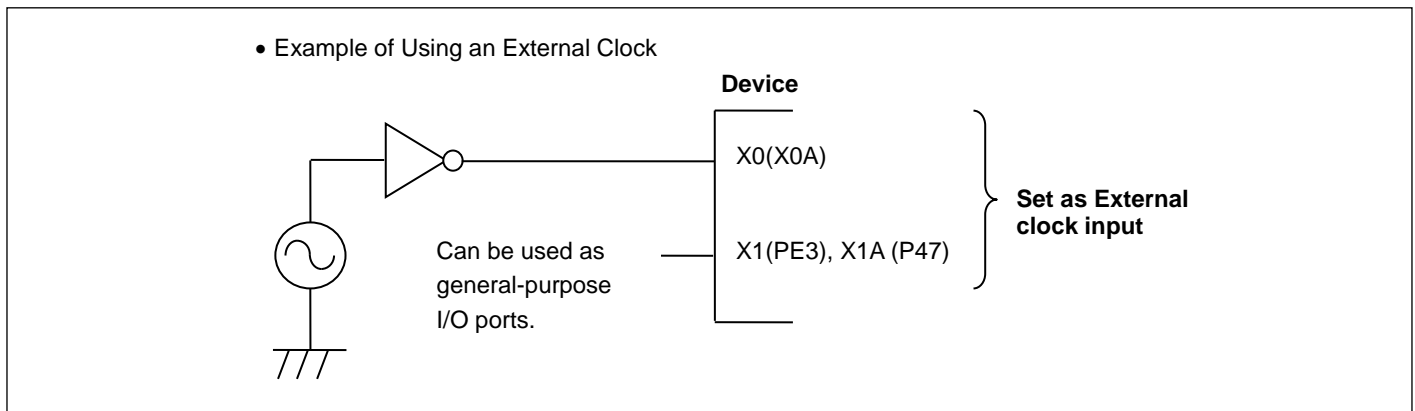 • Example of Using an External Clock
Device
X0(X0A)
Set as External
clock input
Can be used as
general-purpose
I/O ports.
X1(PE3), X1A (P47)